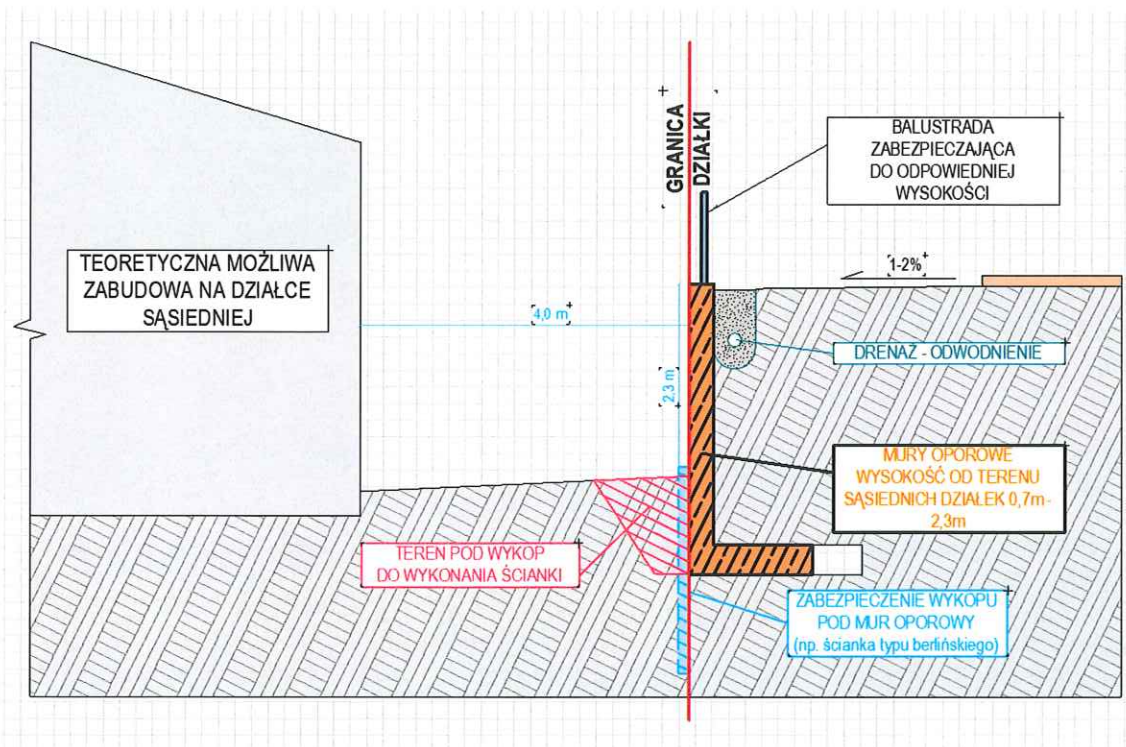 GRANICA
DZIAŁKI
BALUSTRADA
ZABEZPIECZAJĄCA
DO ODPOWIEDNIEJ
WYSOKOŚCI
TEORETYCZNA MOŻLIWA
ZABUDOWA NA DZIAŁCE
SĄSIEDNIEJ
1-2%
4,0 m
DRENAŻ - ODWODNIENIE
2,3 m
MURY OPOROWE
WYSOKOŚĆ OD TERENU
SĄSIEDNICH DZIAŁEK 0,7m -
2,3m
TEREN POD WYKOP
DO WYKONANIA ŚCIANKI
ZABEZPIECZENIE WYKOPU
POD MUR OPOROWY
(np. ścianka typu berlińskiego)